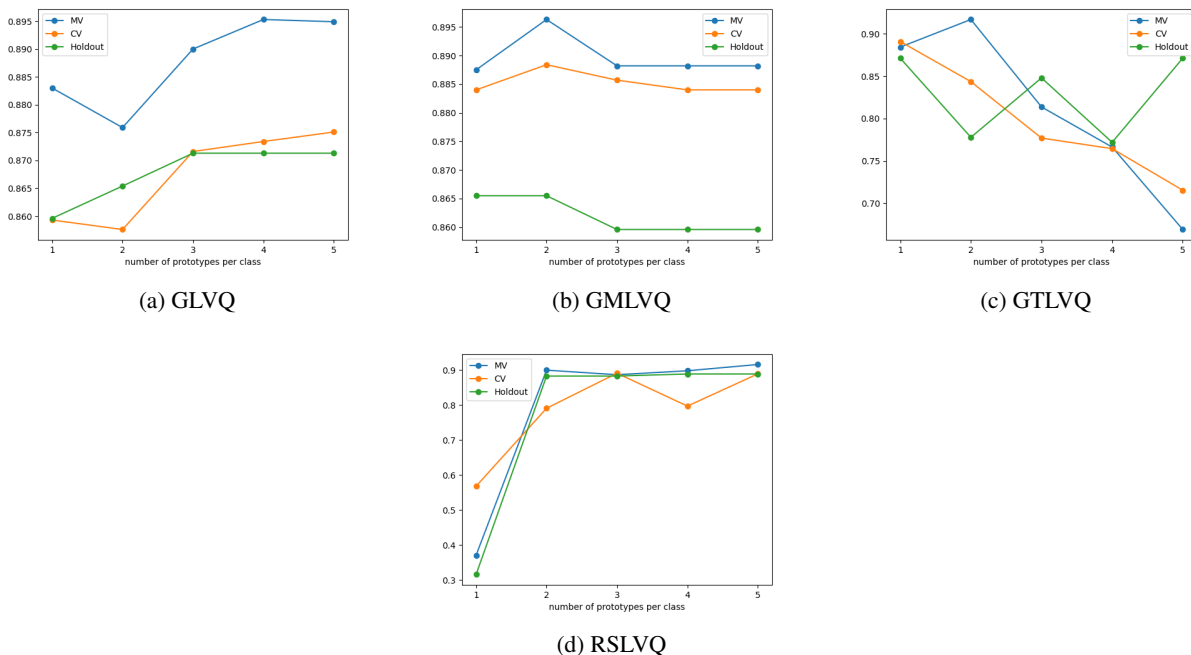 0.895
0.890
0.885
0.880
0.875
0.870
0.865
0.860
MV
CV
Holdout
1 2 3 4 5
number of prototypes per class
(a) GLVQ
0.895
0.890
0.885
0.880
0.875
0.870
0.865
0.860
MV
CV
Holdout
1 2 3 4 5
number of prototypes per class
(b) GMLVQ
0.90
0.85
0.80
0.75
0.70
MV
CV
Holdout
1 2 3 4 5
number of prototypes per class
(c) GTLVQ
0.9
0.8
0.7
0.6
0.5
0.4
0.3
MV
CV
Holdout
1 2 3 4 5
number of prototypes per class
(d) RSLVQ